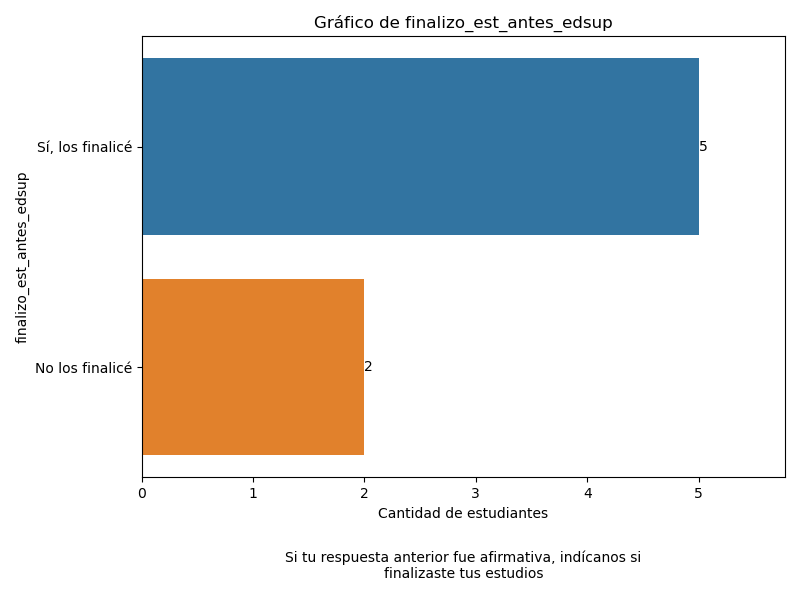 Gráfico de finalizo_est_antes_edsup
finalizo_est_antes_edsup
Sí, los finalicé
5
No los finalicé
2
0 1 2 3 4 5
Cantidad de estudiantes
Si tu respuesta anterior fue afirmativa, indícanos si
finalizaste tus estudios